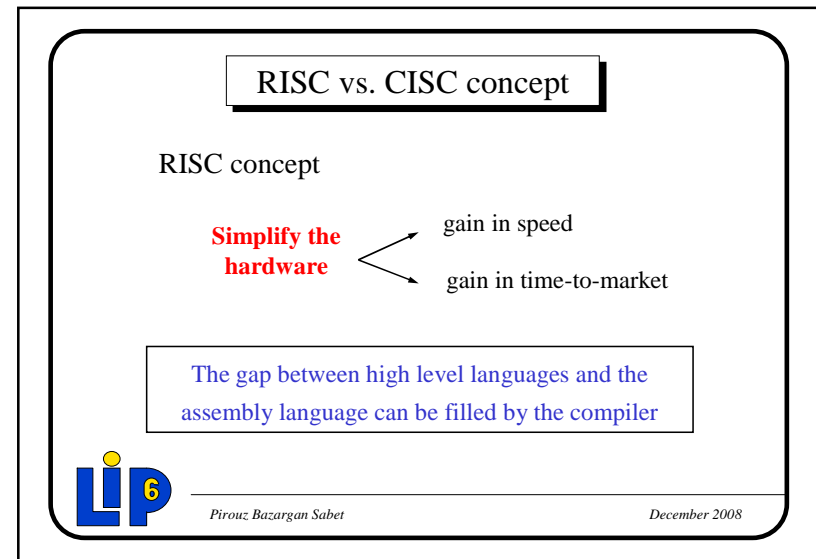 RISC vs. CISC concept
RISC concept
Simplify the
hardware
gain in speed
gain in time-to-market
The gap between high level languages and the
assembly language can be filled by the compiler
LiP6
Pirouz Bazargan Sabet
December 2008